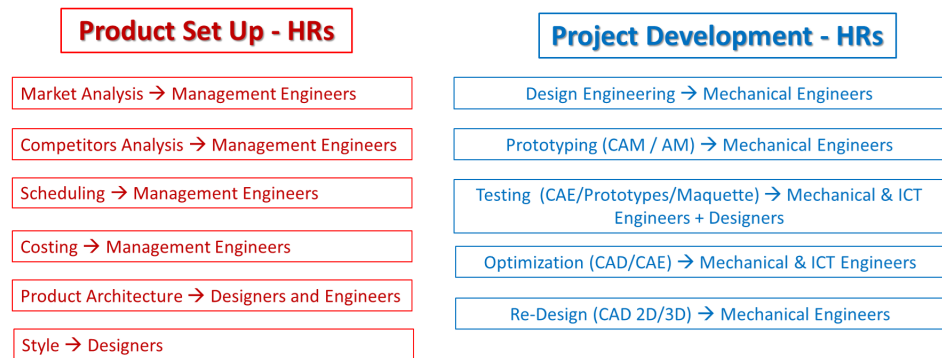 Product Set Up - HRs
Market Analysis → Management Engineers
Competitors Analysis → Management Engineers
Scheduling → Management Engineers
Costing → Management Engineers
Product Architecture → Designers and Engineers
Style → Designers
Project Development - HRs
Design Engineering → Mechanical Engineers
Prototyping (CAM / AM) → Mechanical Engineers
Testing (CAE/Prototypes/Maquette) → Mechanical & ICT
Engineers + Designers
Optimization (CAD/CAE) → Mechanical & ICT Engineers
Re-Design (CAD 2D/3D) → Mechanical Engineers